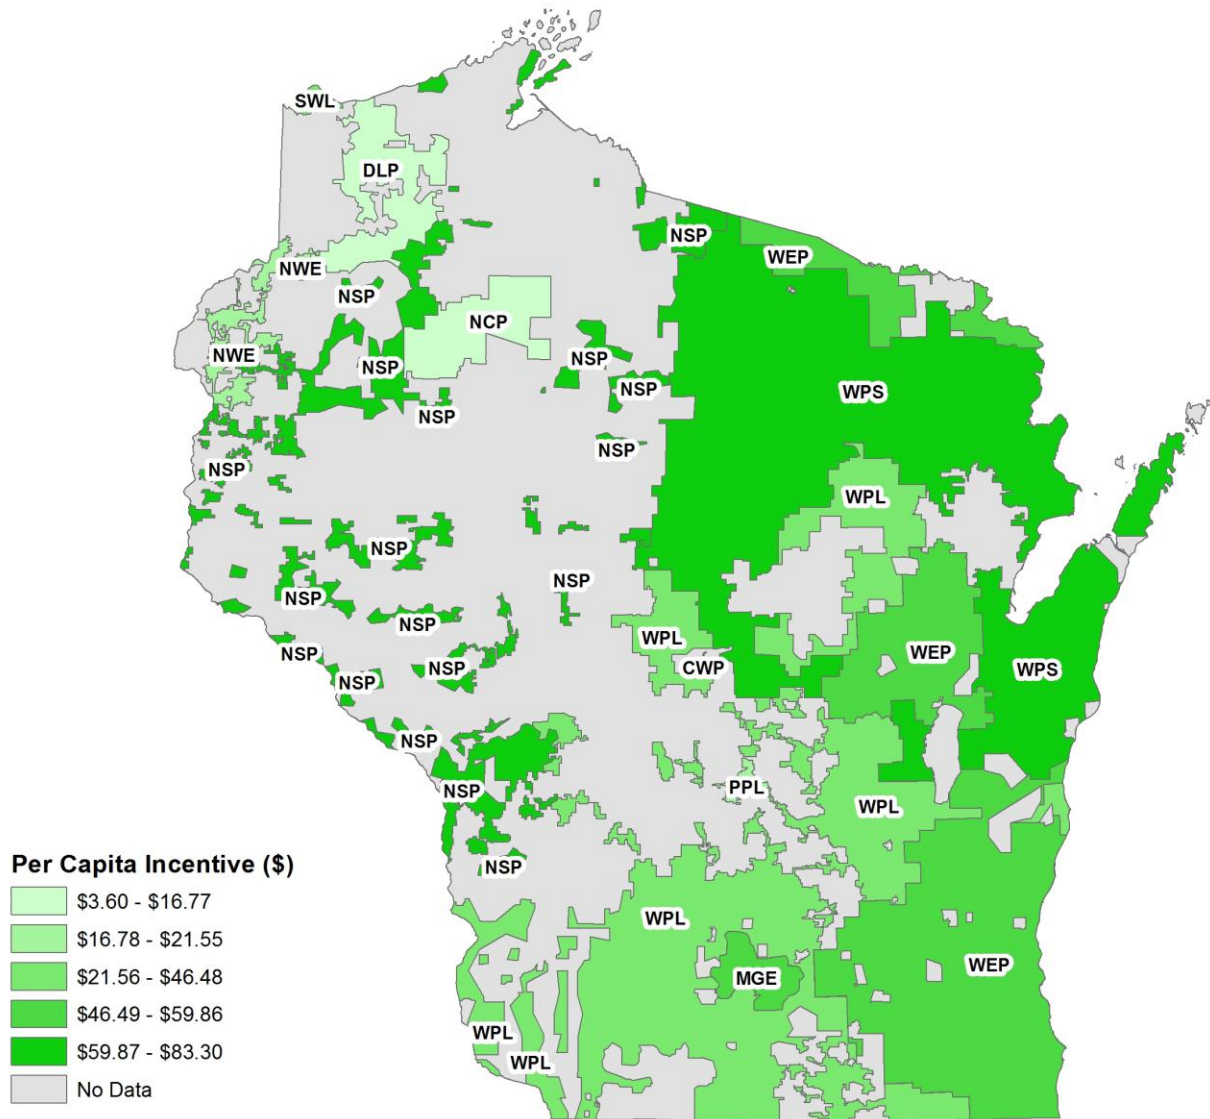 SWL
DLP
NSP
WEP
NWE
NSP
NCP
NWE
NSP
NSP
NSP
WPS
NSP
NSP
NSP
WPL
NSP
NSP
NSP
NSP
WPL
NSP
WEP
CWP
NSP
WPS
NSP
NSP
NSP
PPL
WPL
Per Capita Incentive ($)
NSP
$3.60 - $16.77
WPL
$16.78 - $21.55
WEP
$21.56 - $46.48
MGE
$46.49 - $59.86
WPL
$59.87 - $83.30
WPL
No Data